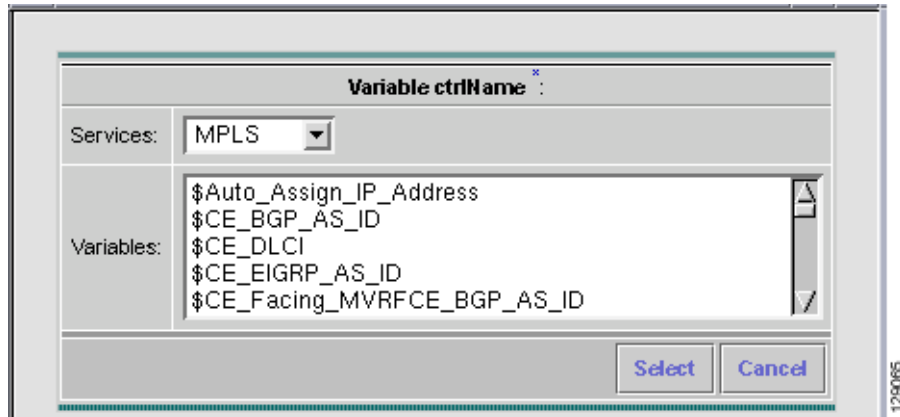 Variable ctrlName * :
Services: MPLS
Variables:
$Auto_Assign_IP_Address
$CE_BGP_AS_ID
$CE_DLCI
$CE_EIGRP_AS_ID
$CE_Facing_MVRFCE_BGP_AS_ID
Select Cancel
129065